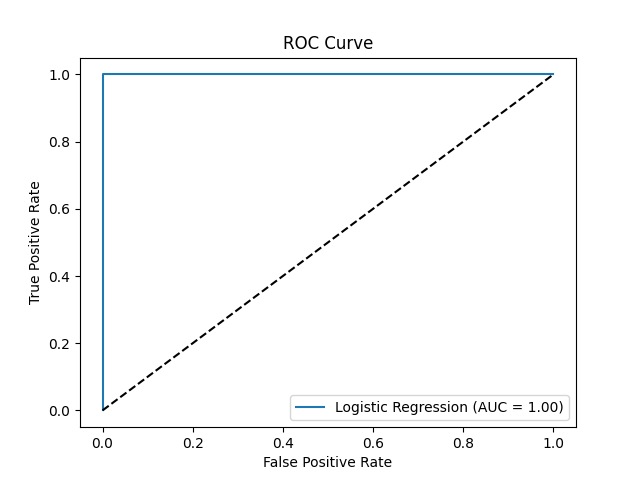 ROC Curve
True Positive Rate
1.0
0.8
0.6
0.4
0.2
0.0
Logistic Regression (AUC = 1.00)
0.0 0.2 0.4 0.6 0.8 1.0
False Positive Rate